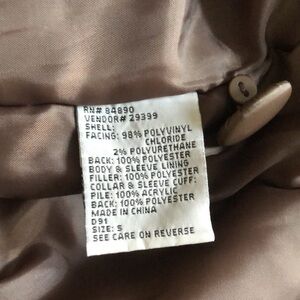 RN# 84890
VENDOR# 29399
SHELL:
FACING: 98% POLYVINYL
CHLORIDE
2% POLYURETHANE
BACK: 100% POLYESTER
BODY & SLEEVE LINING
FILLER: 100% POLYESTER
COLLAR & SLEEVE CUFF:
PILE: 100% ACRYLIC
BACK: 100% POLYESTER
MADE IN CHINA
D91
SIZE: S
SEE CARE ON REVERSE